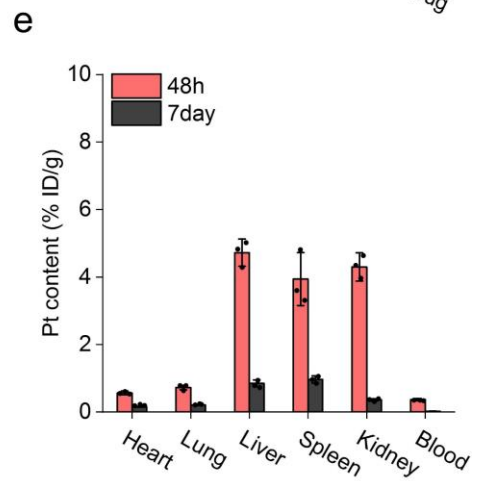 e
48h
7day
Pt content (% ID/g)
10
8
6
4
2
0
Heart
Lung
Liver
Spleen
Kidney
Blood